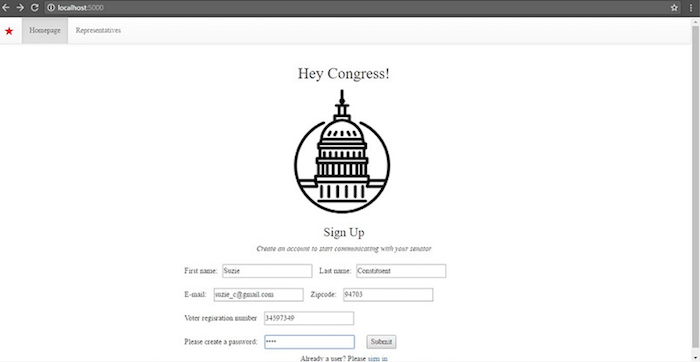 localhost:5000
Homepage Representatives
Hey Congress!
Sign Up
Create an account to start communicating with your senator
First name: Suzie Last name: Constituent
E-mail: suzie_c@gmail.com Zipcode: 94703
Voter regisration number 34597349
Please create a password: •••• Submit
Already a user? Please sign in